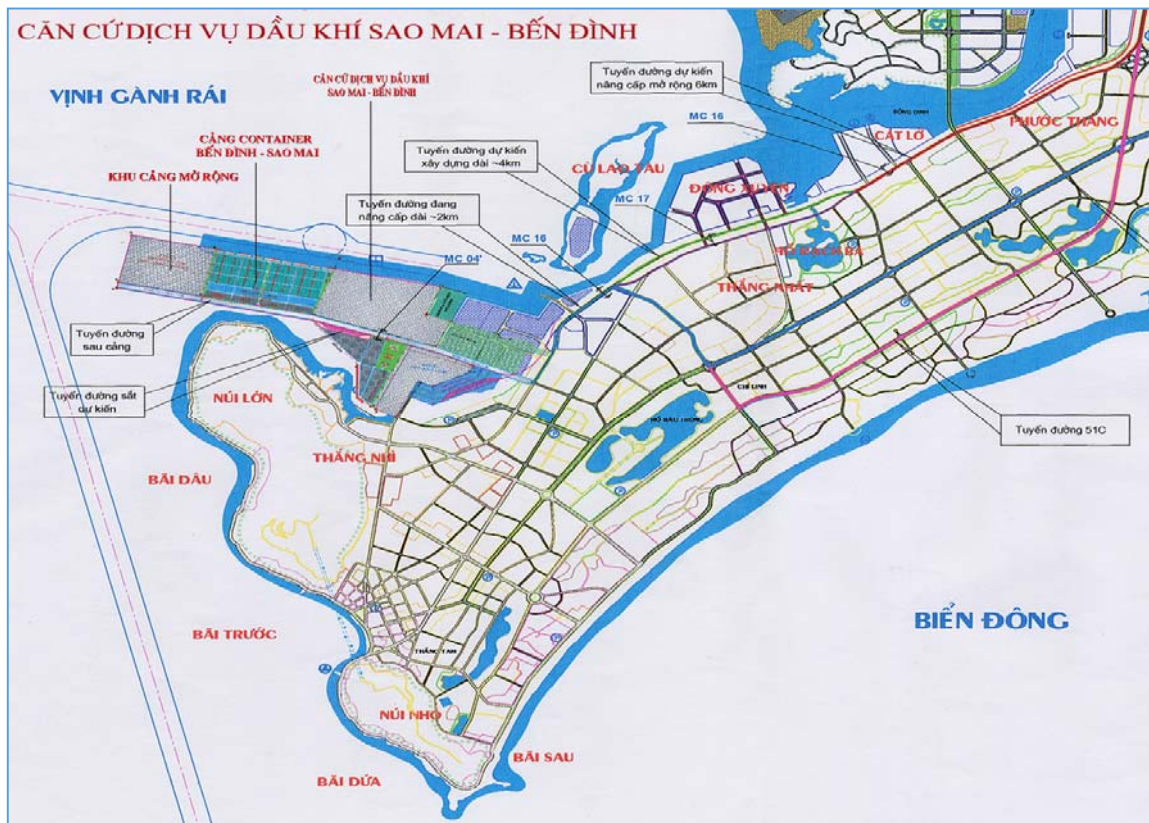 CĂN CỨ DỊCH VỤ DẦU KHÍ SAO MAI - BẾN ĐÌNH
VỊNH GÀNH RÁI
CĂN CỨ DỊCH VỤ DẦU KHÍ
SAO MAI - BẾN ĐÌNH
Tuyến đường dự kiến
nâng cấp mở rộng 6km
MC 16
CÁT LỞ
PHƯỚC THẮNG
CẢNG CONTAINER
BẾN ĐÌNH - SAO MAI
KHU CẢNG MỞ RỘNG
Tuyến đường dự kiến
xây dựng dài ~4km
CÙ LAO TÀU
ĐÔNG XUYÊN
Tuyến đường đang
nâng cấp dài ~2km
MC 17
MC 16
MC 04'
THẮNG NHẤT
Tuyến đường
sau cảng
Tuyến đường sắt
dự kiến
NÚI LỚN
CHÍ LINH
Tuyến đường 51C
THẮNG NHÌ
BÃI DÂU
BÃI TRƯỚC
BIỂN ĐÔNG
THẮNG TAM
NÚI NHỎ
BÃI SAU
BÃI DỨA